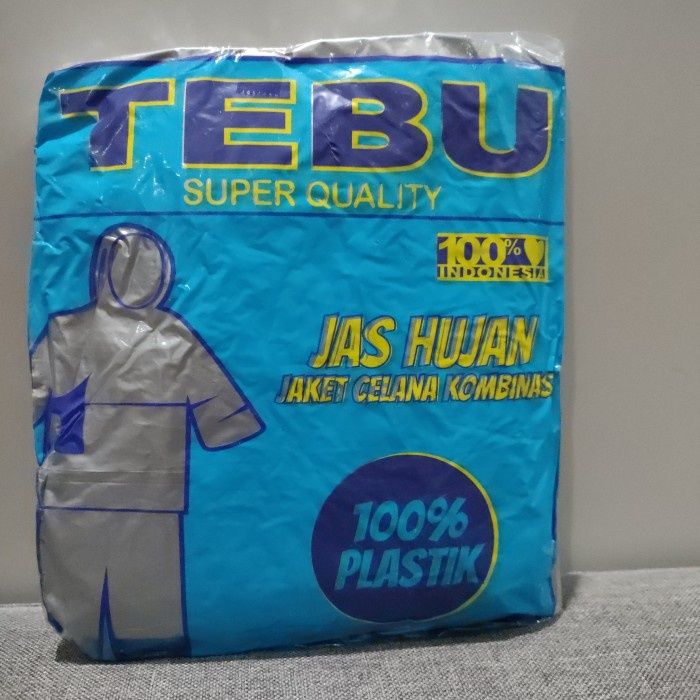 TEBU
SUPER QUALITY
100%
INDONESIA
JAS HUJAN
JAKET CELANA KOMBINAS
100%
PLASTIK